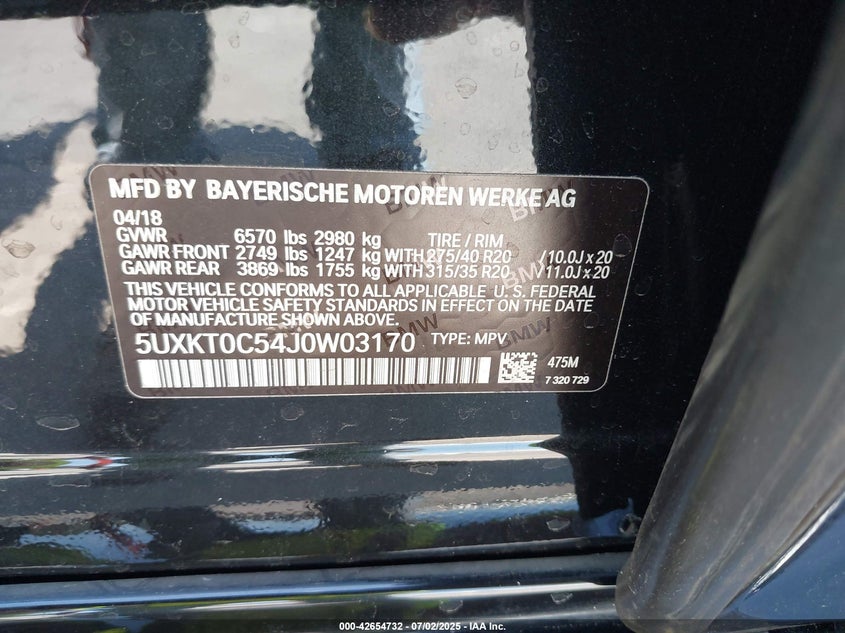 MFD BY BAYERISCHE MOTOREN WERKE AG
04/18
GVWR 6570 lbs 2980 kg TIRE / RIM
GAWR FRONT 2749 lbs 1247 kg WITH 275/40 R20 / 10.0J x 20
GAWR REAR 3869 lbs 1755 kg WITH 315/35 R20 / 11.0J x 20
THIS VEHICLE CONFORMS TO ALL APPLICABLE U. S. FEDERAL
MOTOR VEHICLE SAFETY STANDARDS IN EFFECT ON THE DATE
OF MANUFACTURE SHOWN ABOVE.
5UXKT0C54J0W03170 TYPE: MPV
475M
7 320 729
000-42654732 - 07/02/2025 - IAA Inc.